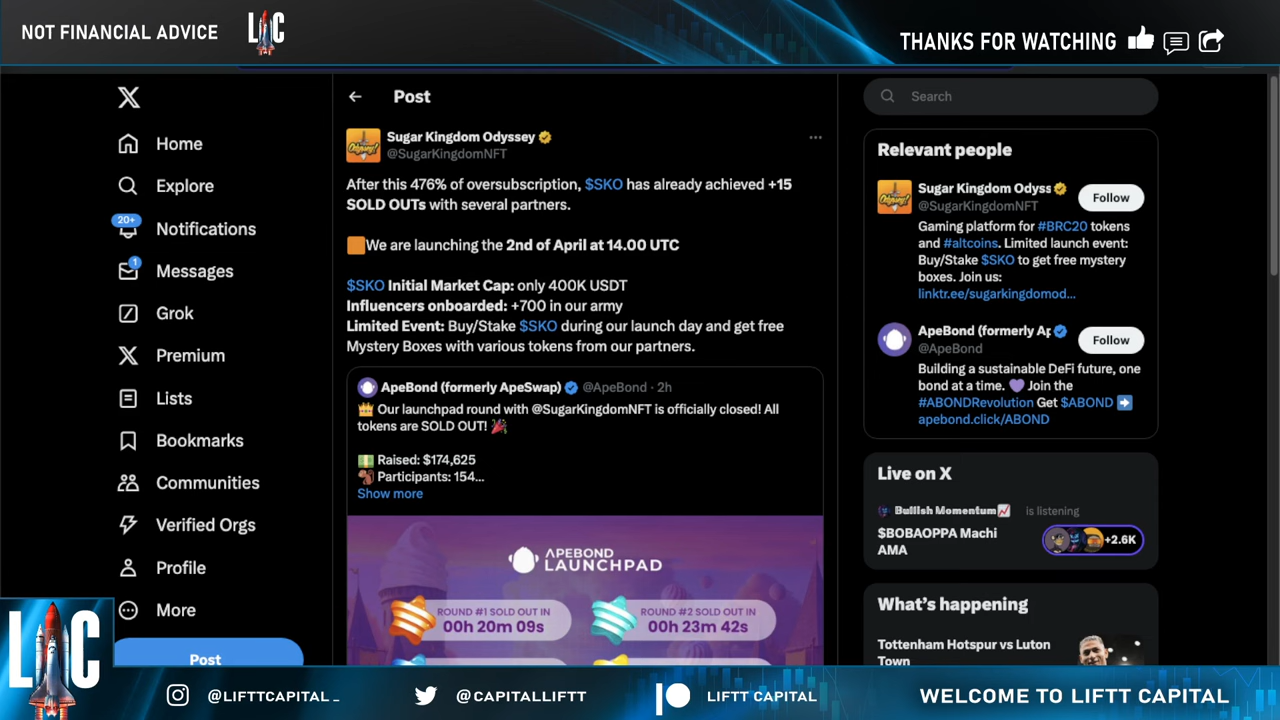 NOT FINANCIAL ADVICE
LC
THANKS FOR WATCHING
X
Home
Explore
20+
Notifications
1
Messages
Grok
Premium
Lists
Bookmarks
Communities
Verified Orgs
Profile
More
Post
Post
Sugar Kingdom Odyssey
@SugarKingdomNFT
After this 476% of oversubscription, $SKO has already achieved +15
SOLD OUTs with several partners.
🟧We are launching the 2nd of April at 14.00 UTC
$SKO Initial Market Cap: only 400K USDT
Influencers onboarded: +700 in our army
Limited Event: Buy/Stake $SKO during our launch day and get free
Mystery Boxes with various tokens from our partners.
ApeBond (formerly ApeSwap) @ApeBond · 2h
👑 Our launchpad round with @SugarKingdomNFT is officially closed! All
tokens are SOLD OUT! 🎉
💵 Raised: $174,625
🐒 Participants: 154...
Show more
APEBOND
LAUNCHPAD
ROUND #1 SOLD OUT IN
00h 20m 09s
ROUND #2 SOLD OUT IN
00h 23m 42s
Search
Relevant people
Sugar Kingdom Odyss
@SugarKingdomNFT
Follow
Gaming platform for #BRC20 tokens
and #altcoins. Limited launch event:
Buy/Stake $SKO to get free mystery
boxes. Join us:
linktr.ee/sugarkingdomod...
ApeBond (formerly Ap
@ApeBond
Follow
Building a sustainable DeFi future, one
bond at a time. 💜 Join the
#ABONDRevolution Get $ABOND ➡️
apebond.click/ABOND
Live on X
Bullish Momentum📈 is listening
$BOBAOPPA Machi
AMA
+2.6K
What's happening
Tottenham Hotspur vs Luton
Town
LC
@LIFTTCAPITAL_
@CAPITALLIFTT
LIFTT CAPITAL
WELCOME TO LIFTT CAPITAL